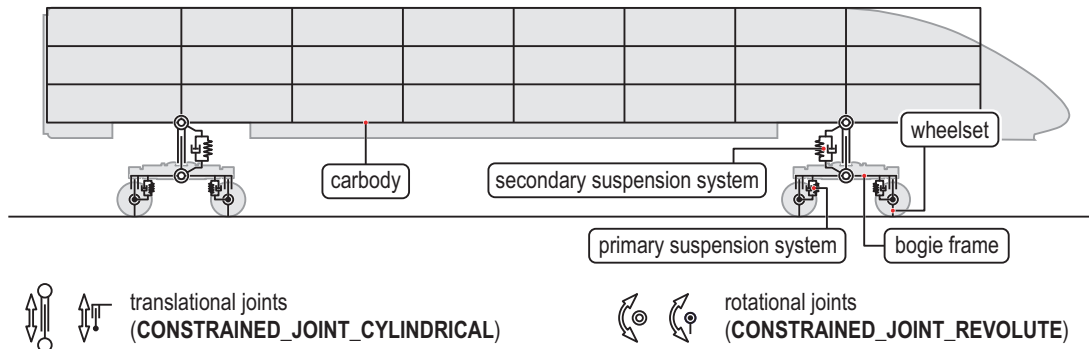 wheelset
carbody
secondary suspension system
primary suspension system
bogie frame
translational joints
(CONSTRAINED_JOINT_CYLINDRICAL)
rotational joints
(CONSTRAINED_JOINT_REVOLUTE)